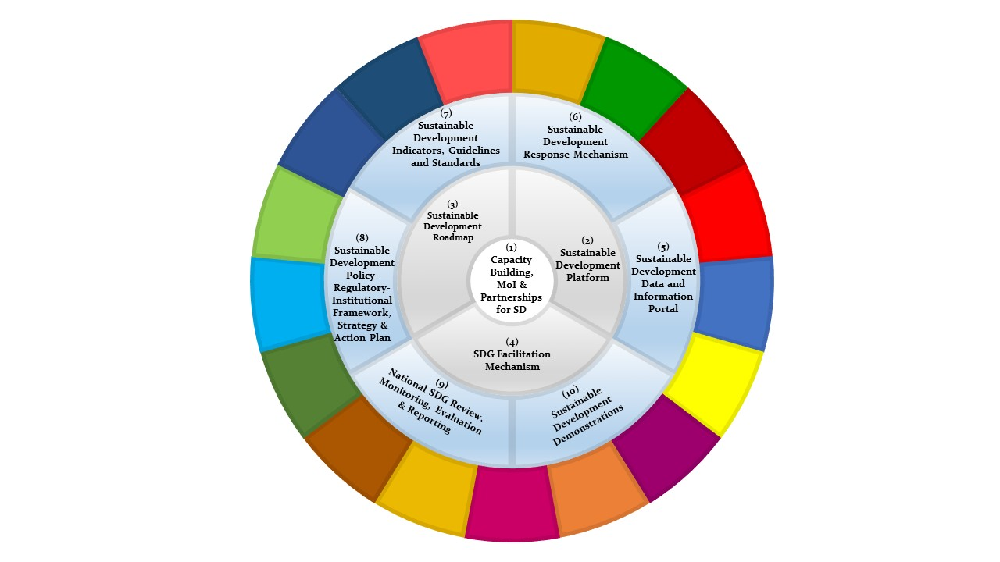 (1)
Capacity
Building,
MoI &
Partnerships
for SD
(2)
Sustainable
Development
Platform
(3)
Sustainable
Development
Roadmap
(4)
SDG Facilitation
Mechanism
(5)
Sustainable
Development
Data and
Information
Portal
(6)
Sustainable
Development
Response Mechanism
(7)
Sustainable
Development
Indicators, Guidelines
and Standards
(8)
Sustainable
Development
Policy-
Regulatory-
Institutional
Framework,
Strategy &
Action Plan
(9)
National SDG Review,
Monitoring, Evaluation
& Reporting
(10)
Sustainable
Development
Demonstrations